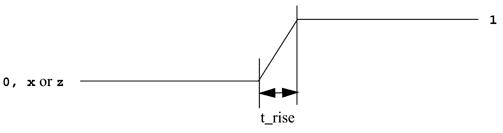 1
0, x or z
t_rise